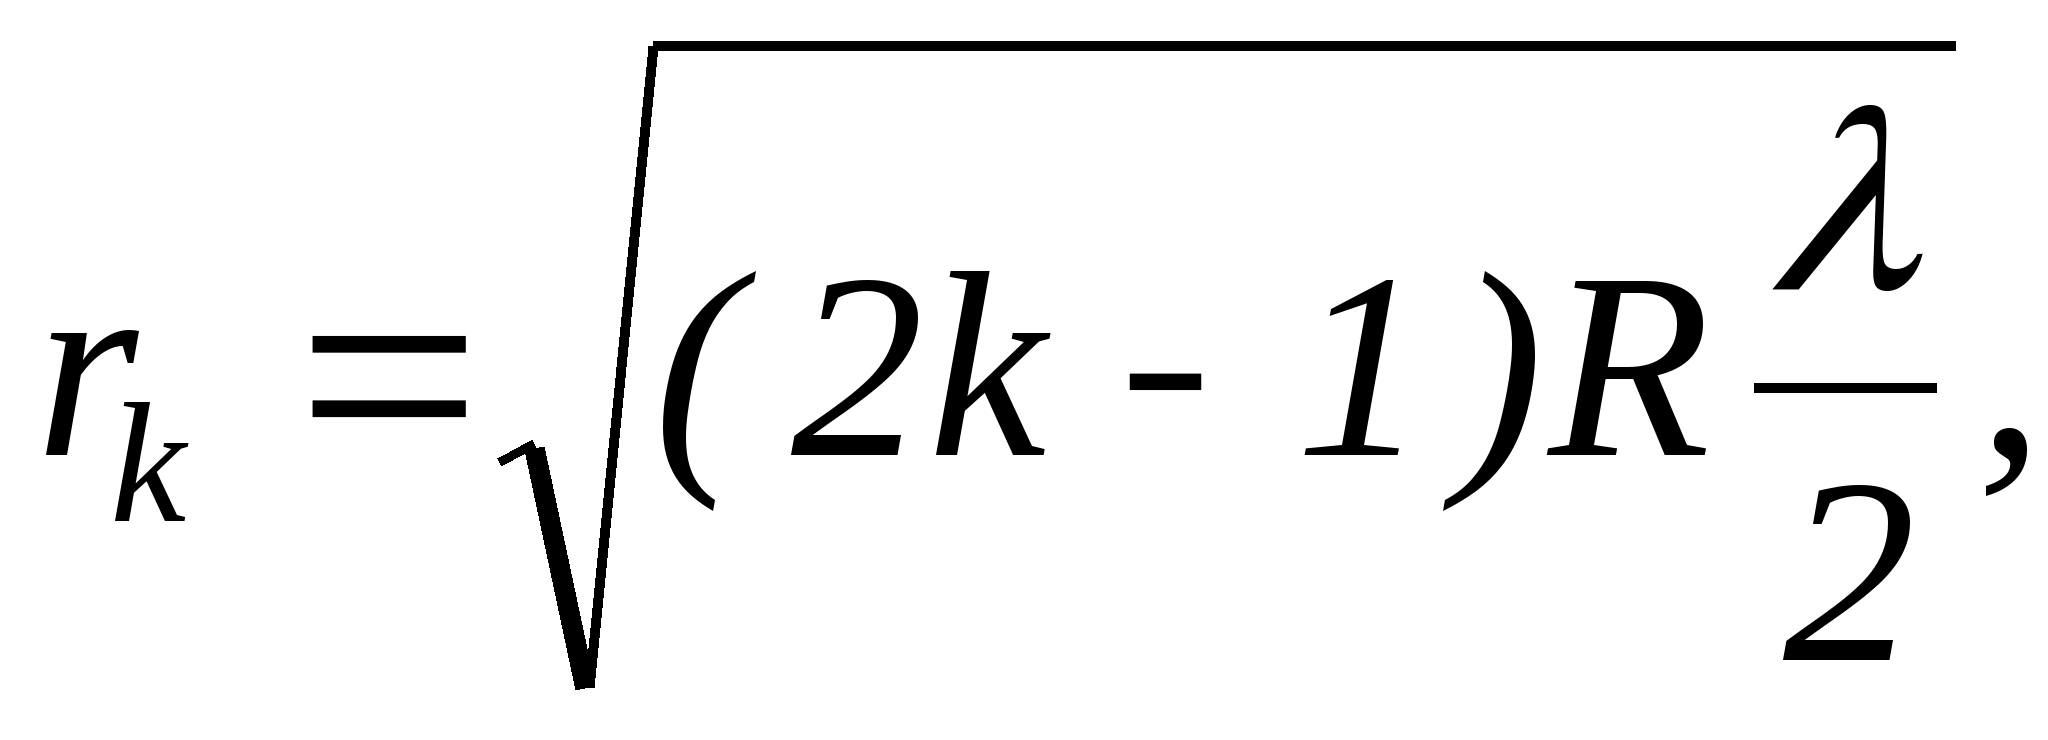 r_k = √((2k - 1)R λ/2),